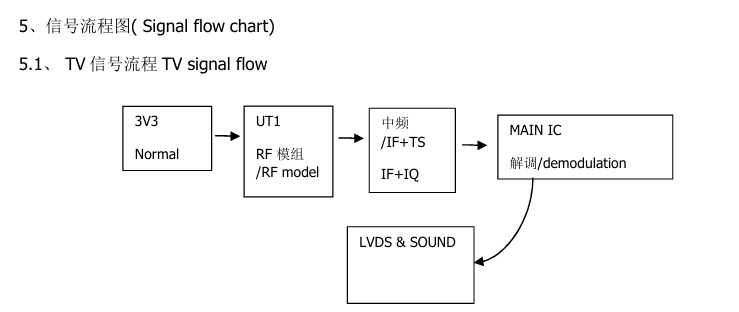 5、信号流程图( Signal flow chart)
5.1、 TV 信号流程 TV signal flow
3V3
Normal
UT1
RF 模组
/RF model
中频
/IF+TS
IF+IQ
MAIN IC
解调/demodulation
LVDS & SOUND